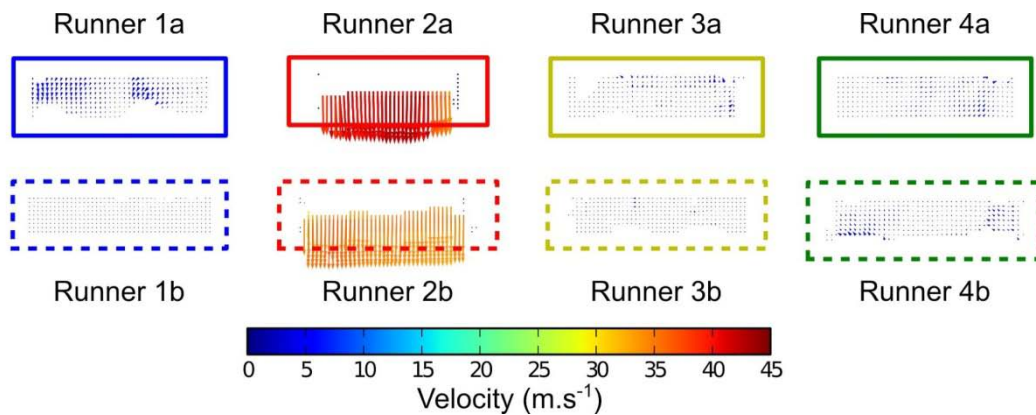 Runner 1a Runner 2a Runner 3a Runner 4a
Runner 1b Runner 2b Runner 3b Runner 4b
0 5 10 15 20 25 30 35 40 45
Velocity (m.s⁻¹)